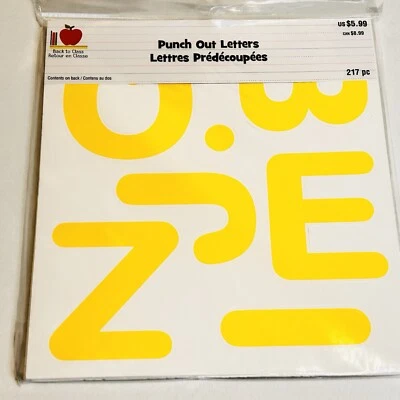 Back to Class
Retour en Classe
Contents on back / Contenu au dos
Punch Out Letters
Lettres Prédécoupées
US $5.99
CAN $8.99
217 pc
O . 3
J E
Z